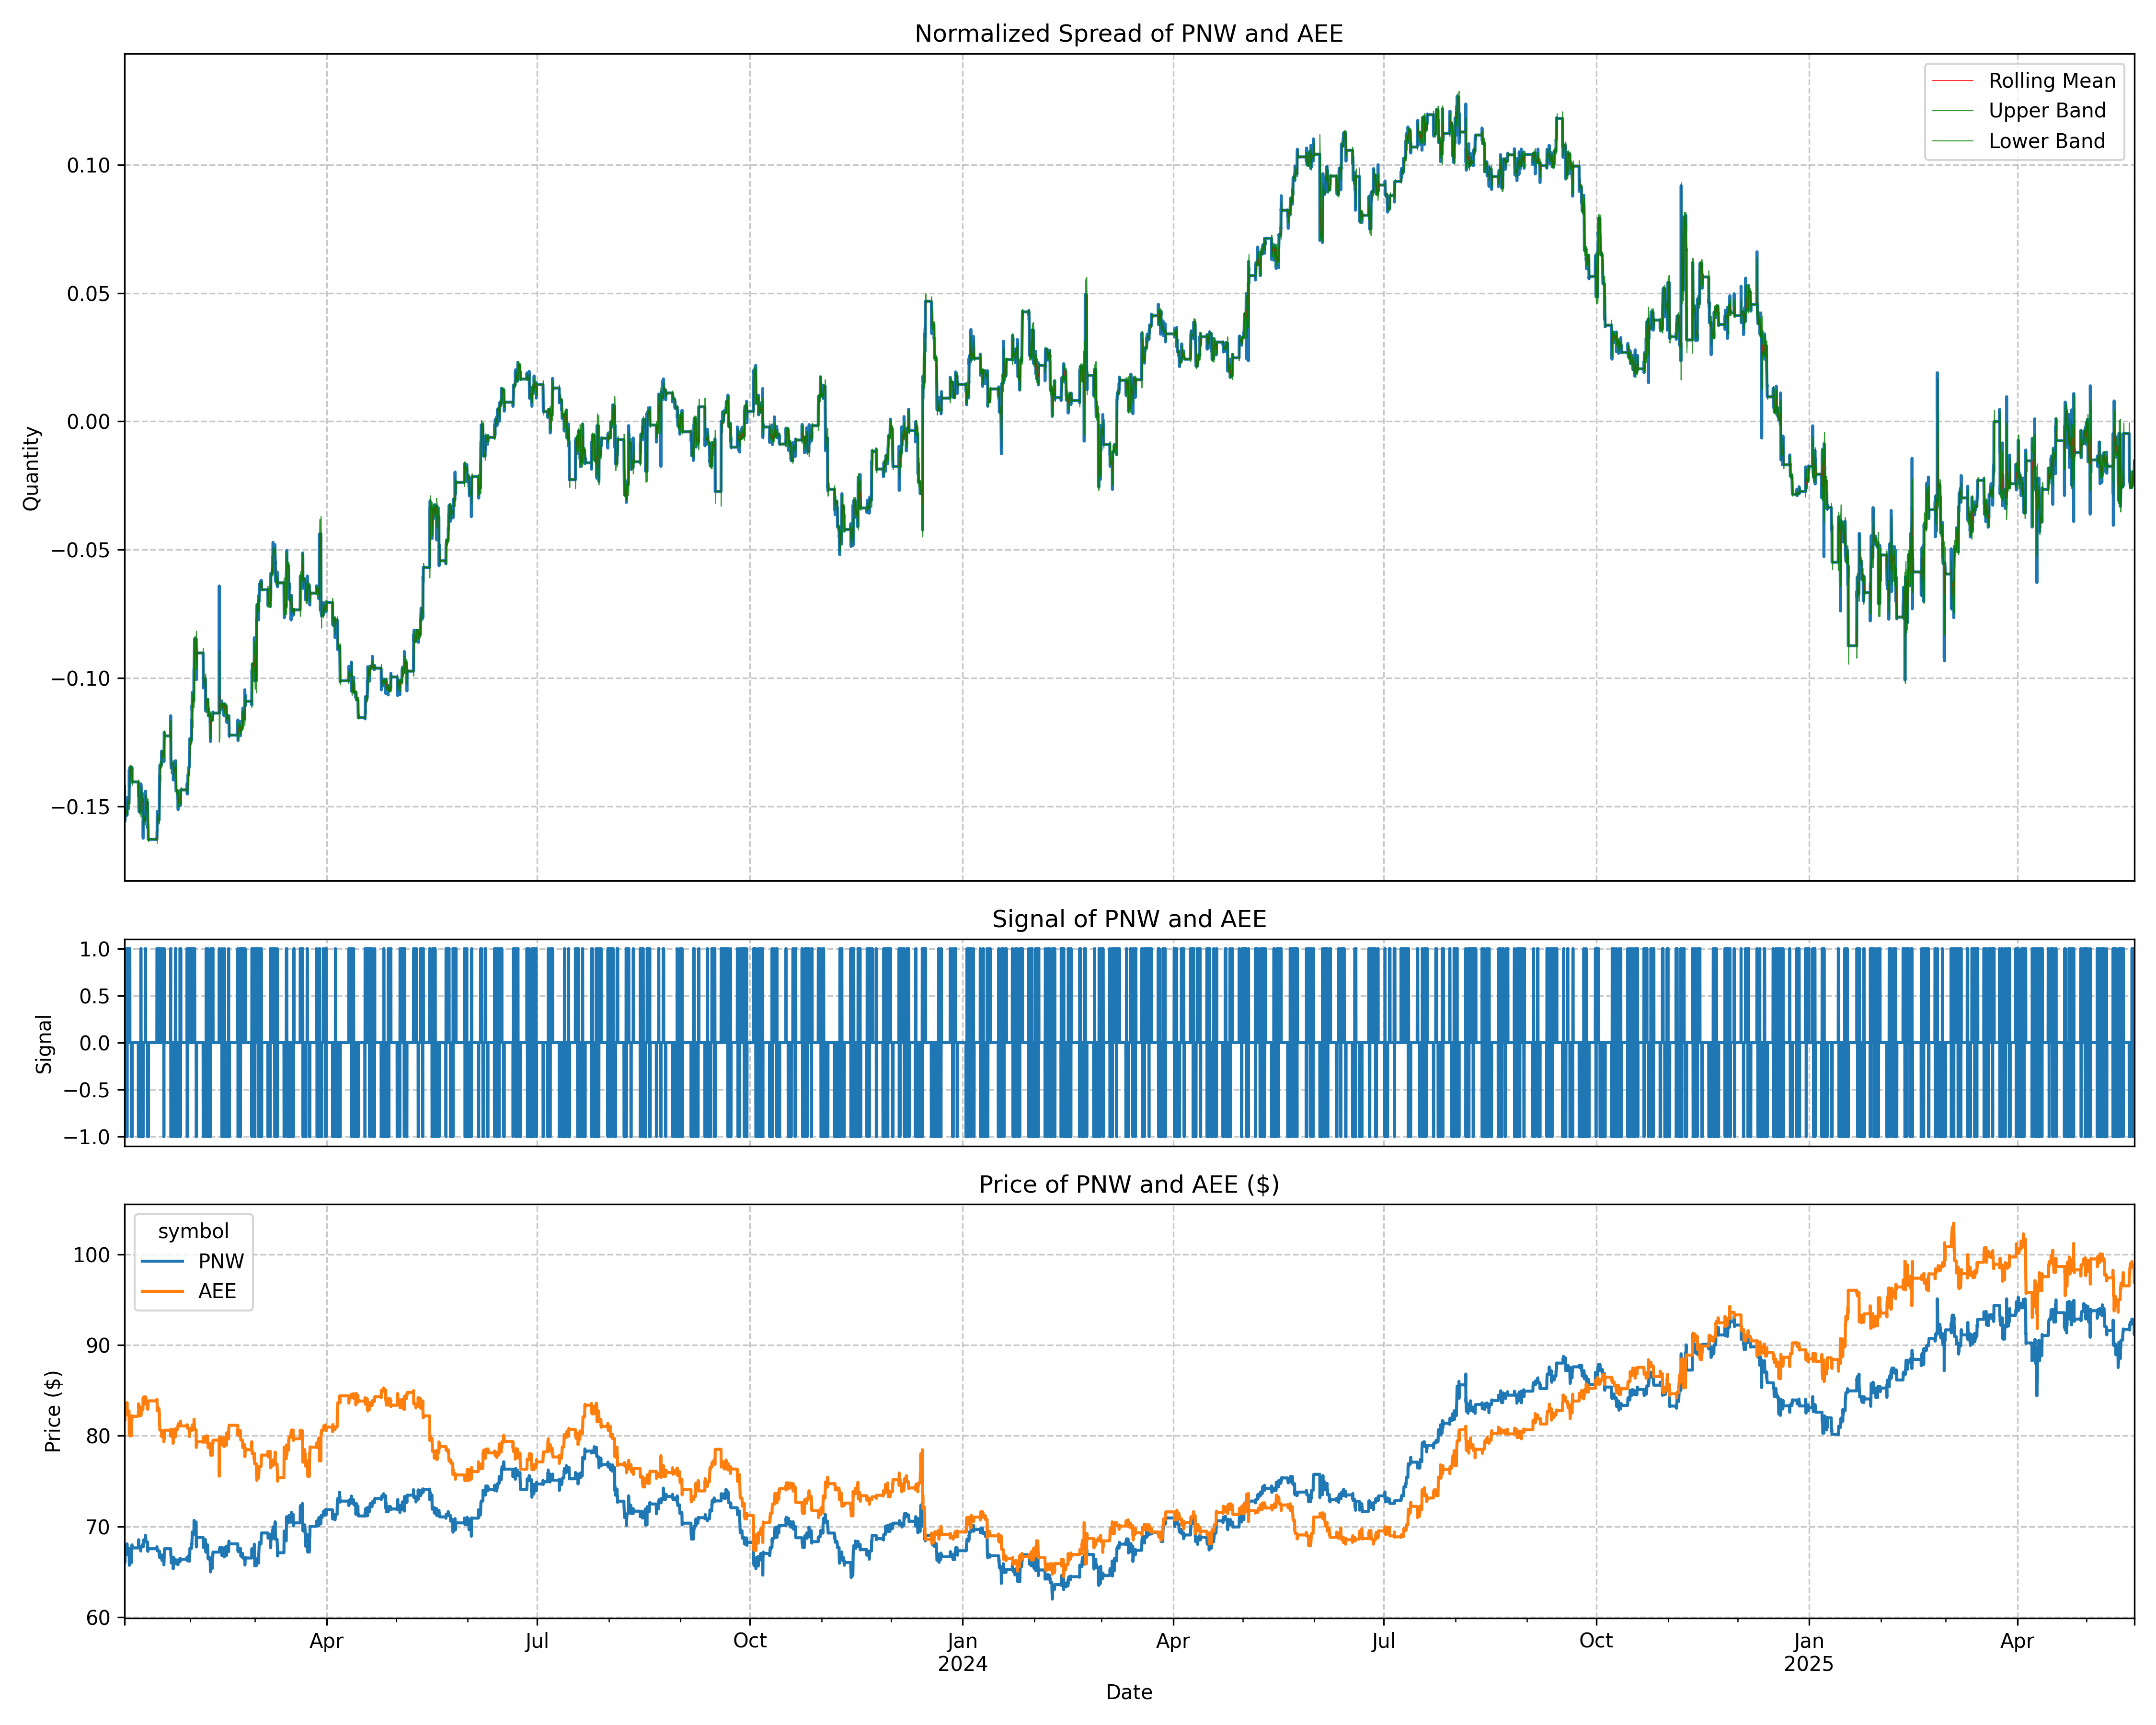 Normalized Spread of PNW and AEE
Rolling Mean
Upper Band
Lower Band
0.10
0.05
0.00
−0.05
−0.10
−0.15
Quantity
Signal of PNW and AEE
1.0
0.5
0.0
−0.5
−1.0
Signal
Price of PNW and AEE ($)
symbol
PNW
AEE
100
90
80
70
60
Price ($)
Apr Jul Oct Jan Apr Jul Oct Jan Apr
2024 2025
Date